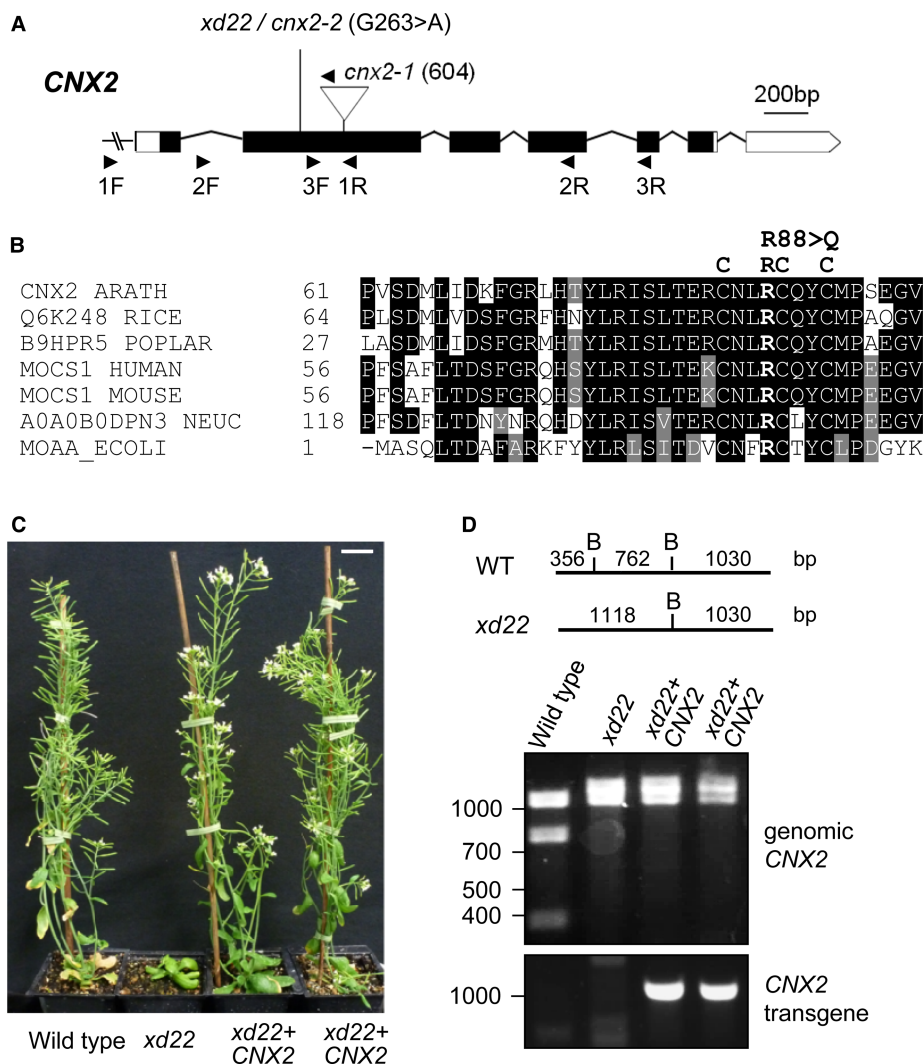 A
xd22 / cnx2-2 (G263>A)
cnx2-1 (604)
CNX2
200bp
1F
2F
3F
1R
2R
3R
B
R88>Q
C RC C
CNX2 ARATH 61 PVSDMLIDKFGRLHTYLRISLTERCNLRCQYCMPSEGV
Q6K248 RICE 64 PLSDMLVDSFGRFHNYLRISLTERCNLRCQYCMPAQGV
B9HPR5 POPLAR 27 LASDMLIDSFGRMHTYLRISLTERCNLRCQYCMPAEGV
MOCS1 HUMAN 56 PFSAFLTDSFGRQHSYLRISLTEKCNLRCQYCMPEEGV
MOCS1 MOUSE 56 PFSAFLTDSFGRQHSYLRISLTEKCNLRCQYCMPEEGV
A0A0B0DPN3 NEUC 118 PFSDFLTDNYNRQHDYLRISVTERCNLRCLYCMPEEGV
MOAA_ECOLI 1 -MASQLTDAFARKFYYLRLSITDVCNFRCTYCLPDGYK
C
Wild type
xd22
xd22+
CNX2
xd22+
CNX2
D
WT
356 B 762 B 1030 bp
xd22
1118 B 1030 bp
Wild type
xd22
xd22+
CNX2
xd22+
CNX2
1000
700
500
400
genomic
CNX2
1000
CNX2
transgene